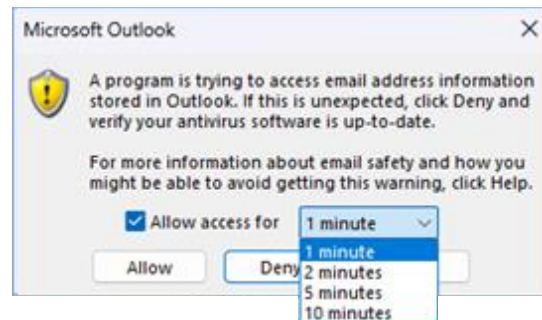 Microsoft Outlook
A program is trying to access email address information
stored in Outlook. If this is unexpected, click Deny and
verify your antivirus software is up-to-date.
For more information about email safety and how you
might be able to avoid getting this warning, click Help.
Allow access for 1 minute
1 minute
Allow Deny
2 minutes
5 minutes
10 minutes